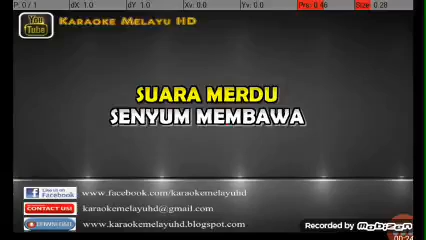 P: 0 / 1 dX 1.0 dY 1.0 Xv: 0.0 Yv: 0.0 Prs: 0.46 Size: 0.28
You Tube KARAOKE MELAYU HD
SUARA MERDU
SENYUM MEMBAWA
Facebook www.facebook.com/karaokemelayuhd
CONTACT US! karaokemelayuhd@gmail.com
www.karaokemelayuhd.blogspot.com
Recorded by Mobizen
00:24